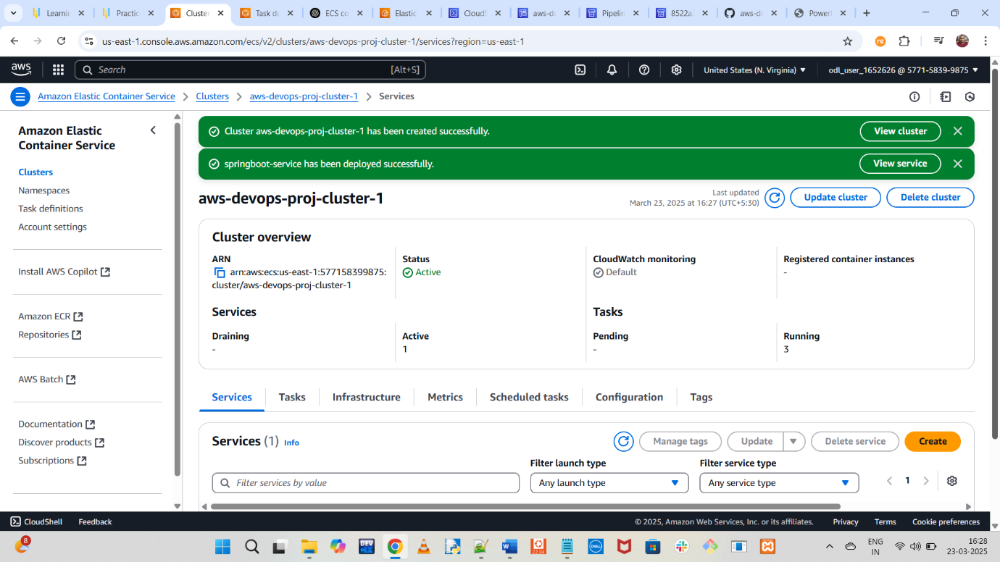 Learnin
Practic
Cluster
Task de
ECS co
Elastic
CloudS
aws-de
Pipelin
8522a
aws-de
Powerl
us-east-1.console.aws.amazon.com/ecs/v2/clusters/aws-devops-proj-cluster-1/services?region=us-east-1
re
aws
Search
[Alt+S]
United States (N. Virginia)
odl_user_1652626 @ 5771-5839-9875
Amazon Elastic Container Service
Clusters
aws-devops-proj-cluster-1
Services
Amazon Elastic
Container Service
Clusters
Namespaces
Task definitions
Account settings
Install AWS Copilot
Amazon ECR
Repositories
AWS Batch
Documentation
Discover products
Subscriptions
Cluster aws-devops-proj-cluster-1 has been created successfully.
View cluster
springboot-service has been deployed successfully.
View service
aws-devops-proj-cluster-1
Last updated
March 23, 2025 at 16:27 (UTC+5:30)
Update cluster
Delete cluster
Cluster overview
ARN
arn:aws:ecs:us-east-1:577158399875:
cluster/aws-devops-proj-cluster-1
Status
Active
CloudWatch monitoring
Default
Registered container instances
-
Services
Tasks
Draining
-
Active
1
Pending
-
Running
3
Services
Tasks
Infrastructure
Metrics
Scheduled tasks
Configuration
Tags
Services (1) Info
Manage tags
Update
Delete service
Create
Filter services by value
Filter launch type
Any launch type
Filter service type
Any service type
1
CloudShell
Feedback
© 2025, Amazon Web Services, Inc. or its affiliates.
Privacy
Terms
Cookie preferences
8
DEV
22.04
DELL
ENG
IN
16:28
23-03-2025